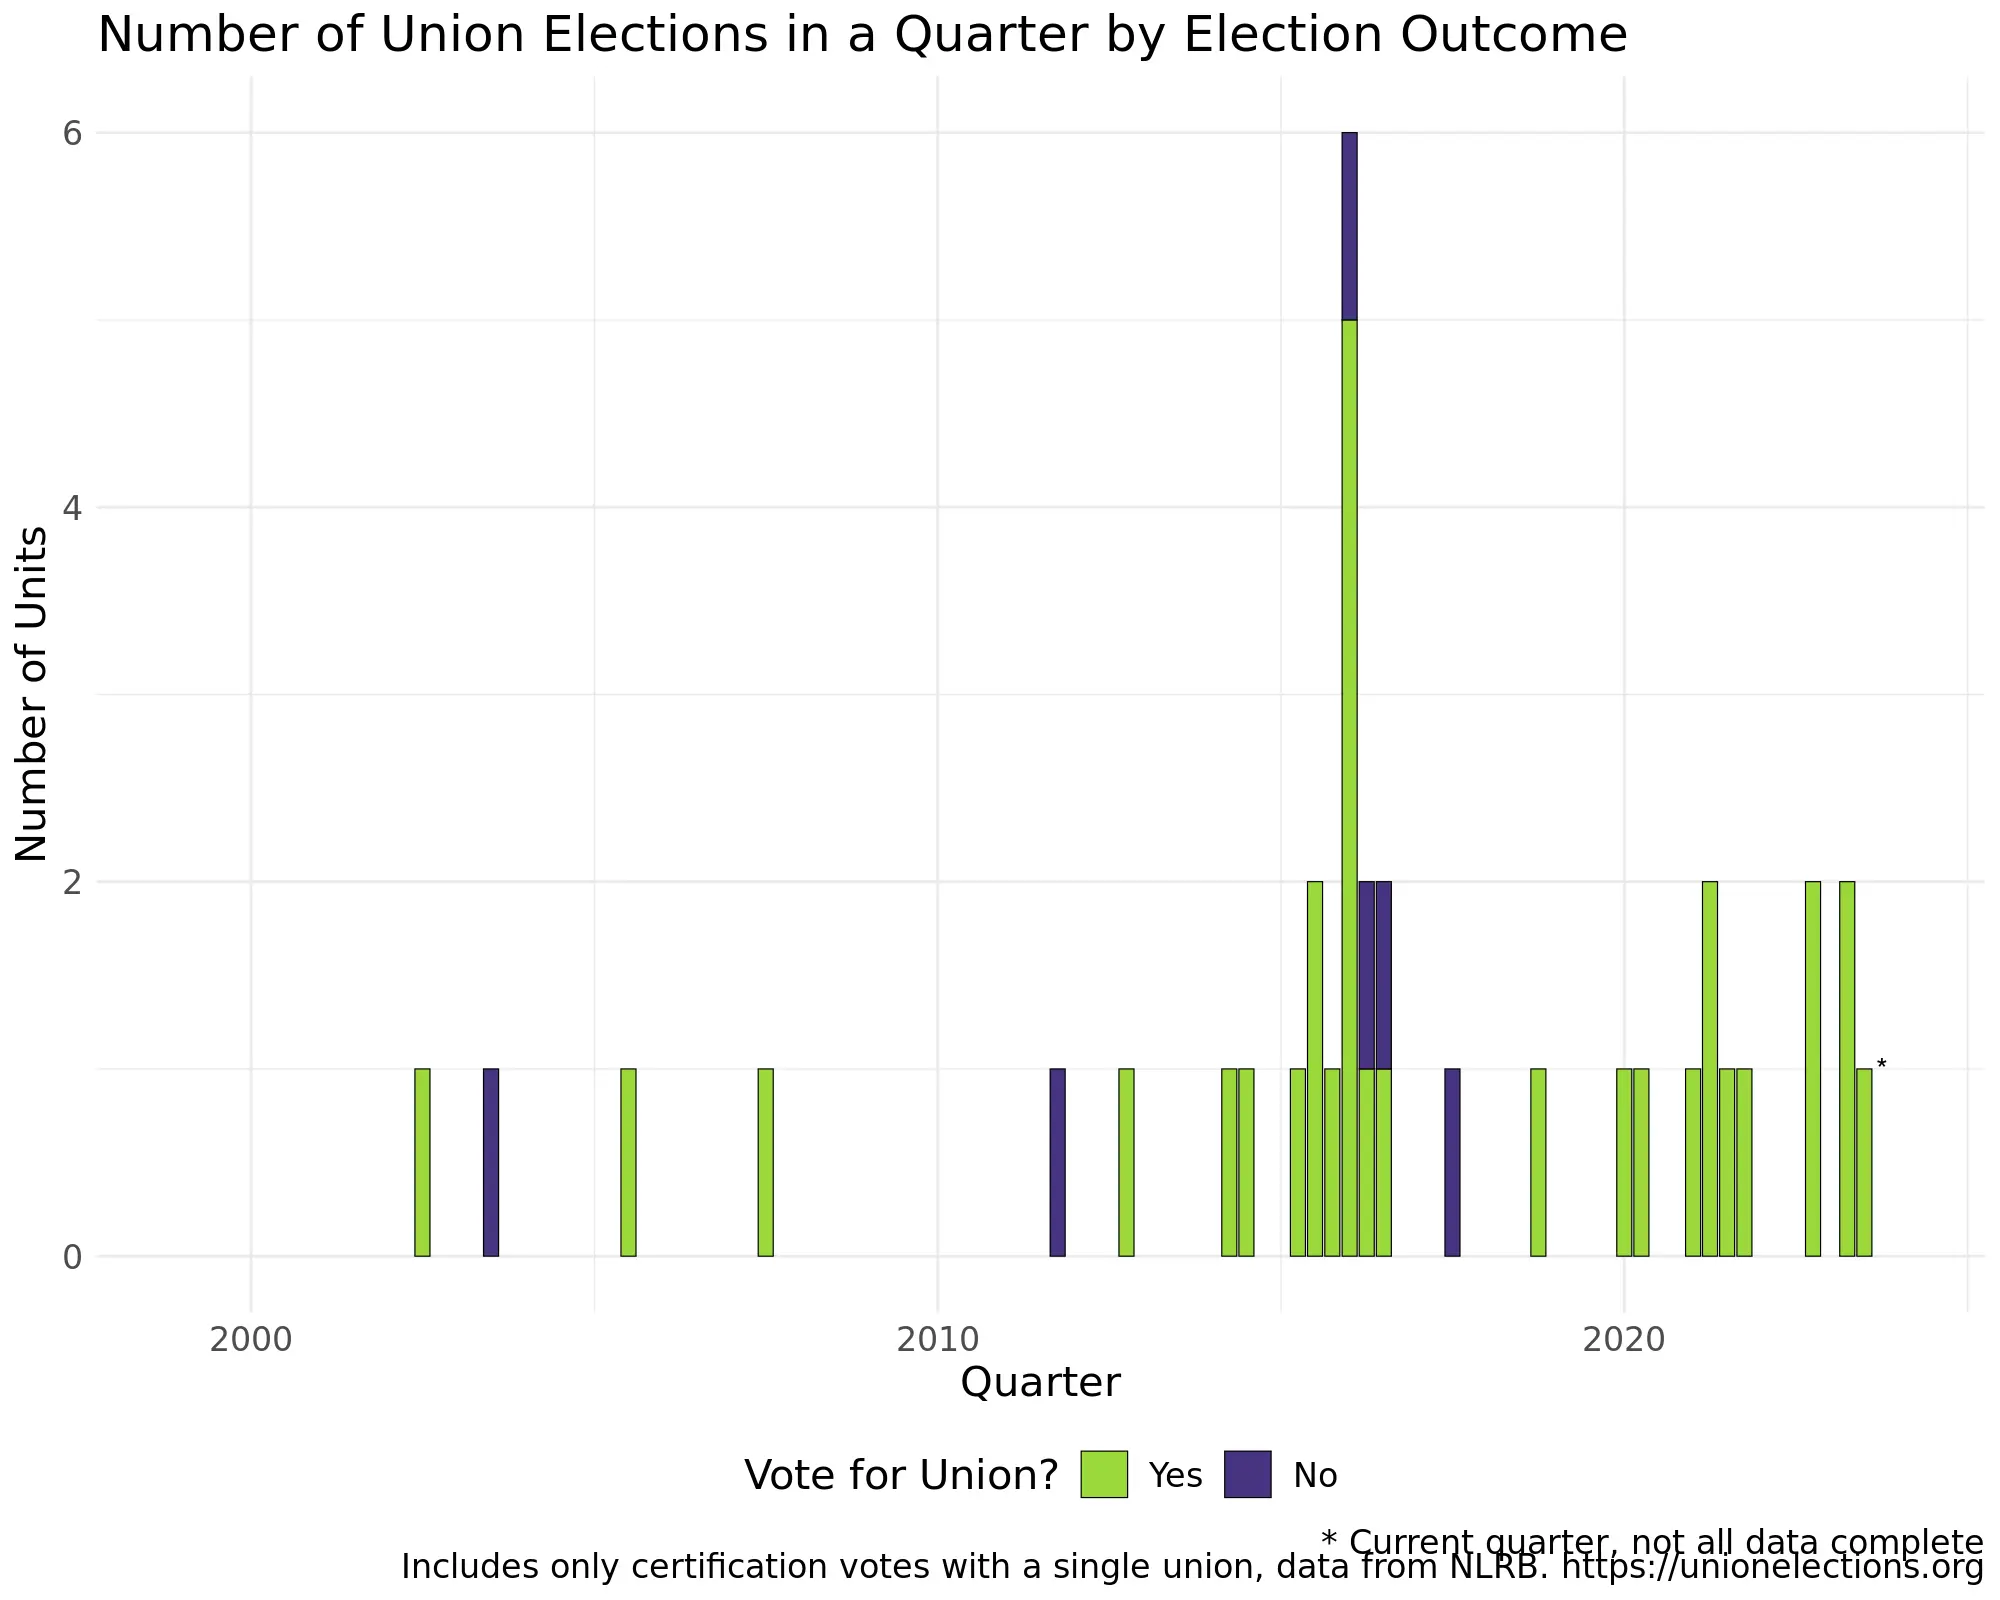 Number of Union Elections in a Quarter by Election Outcome
Number of Units
6
4
2
0
*
2000 2010 2020
Quarter
Vote for Union? Yes No
* Current quarter, not all data complete
Includes only certification votes with a single union, data from NLRB. https://unionelections.org